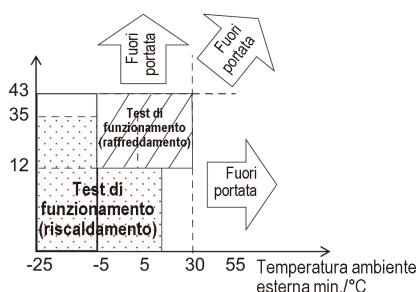 Fuori
portata
Fuori
portata
43
35
12
Test di
funzionamento
(raffreddamento)
Fuori
portata
Test di
funzionamento
(riscaldamento)
-25
-5
5
30
55
Temperatura ambiente
esterna min./°C